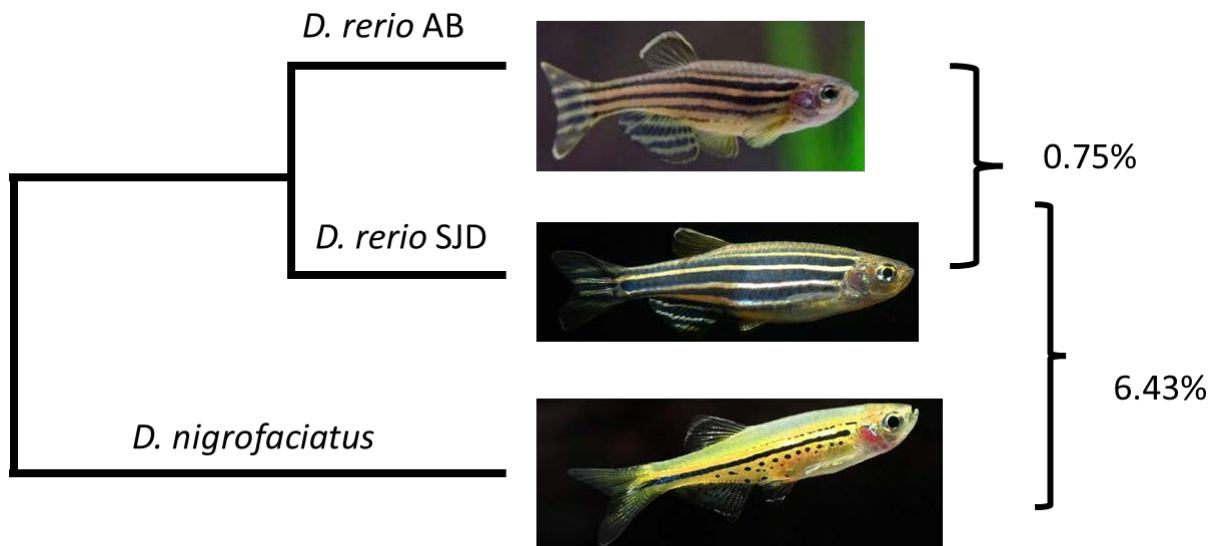 D. rerio AB
0.75%
D. rerio SJD
6.43%
D. nigrofaciatus